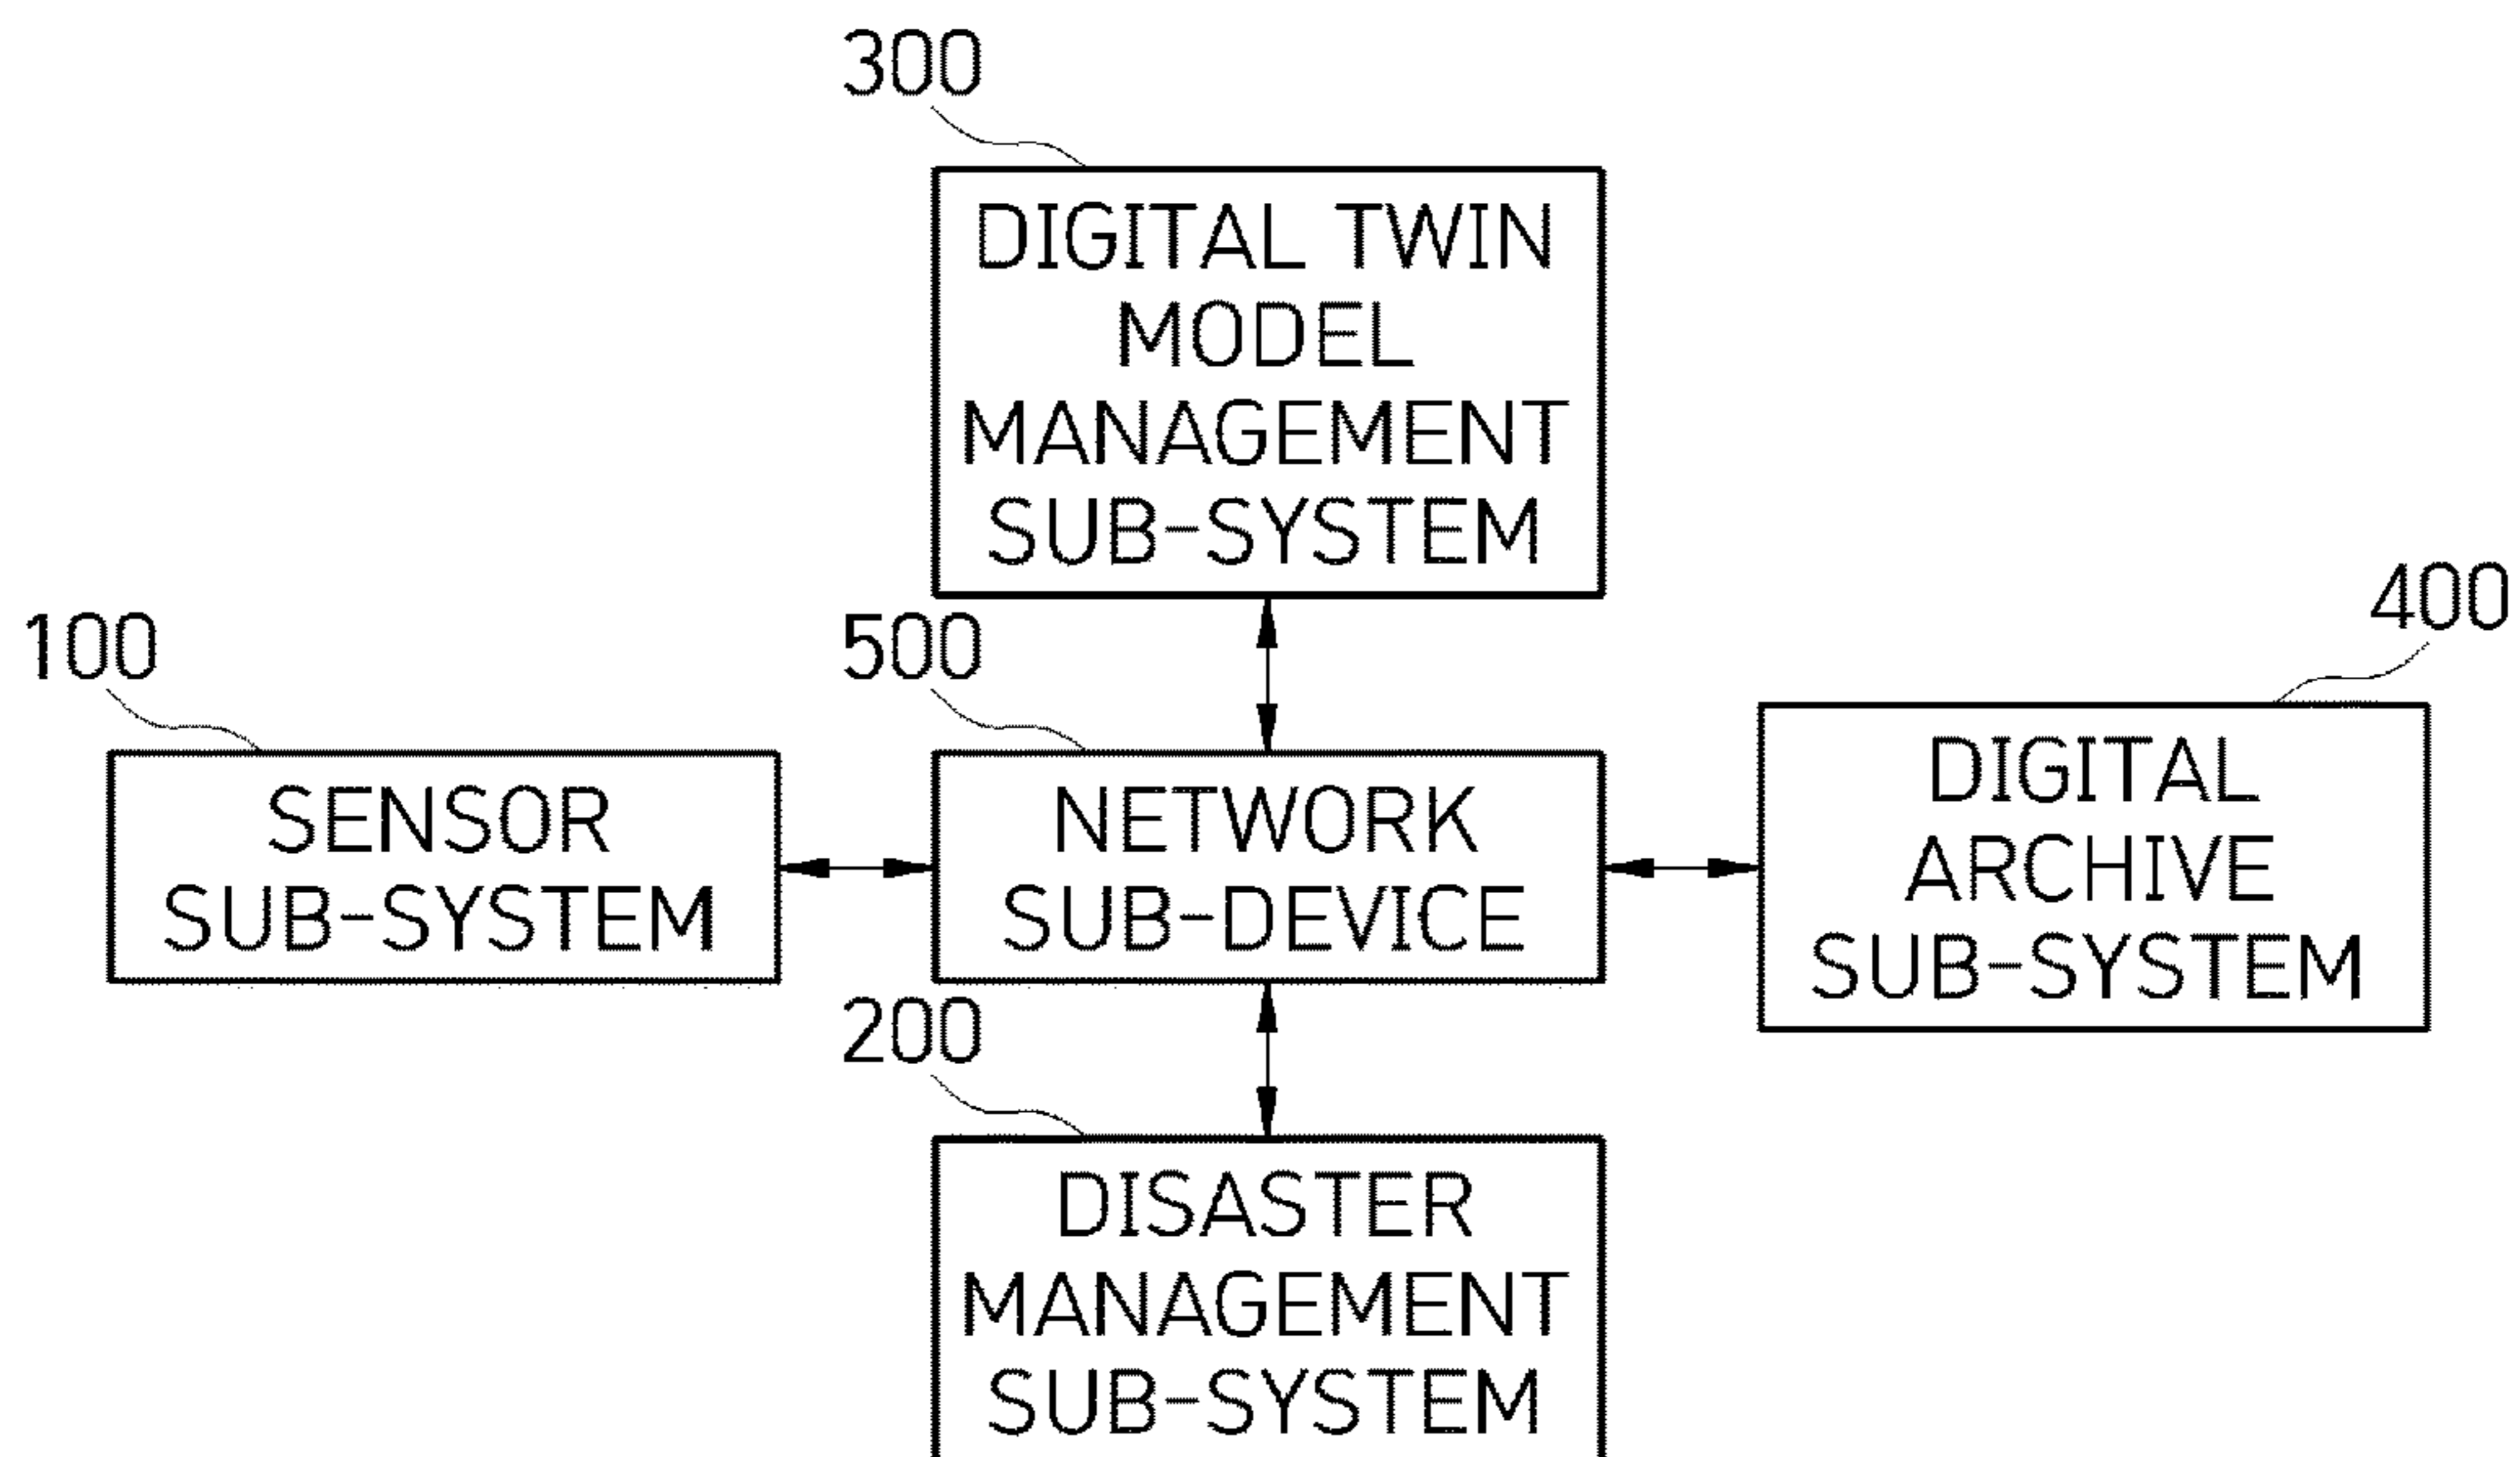 300
DIGITAL TWIN
MODEL
MANAGEMENT
SUB-SYSTEM
100
SENSOR
SUB-SYSTEM
500
NETWORK
SUB-DEVICE
400
DIGITAL
ARCHIVE
SUB-SYSTEM
200
DISASTER
MANAGEMENT
SUB-SYSTEM